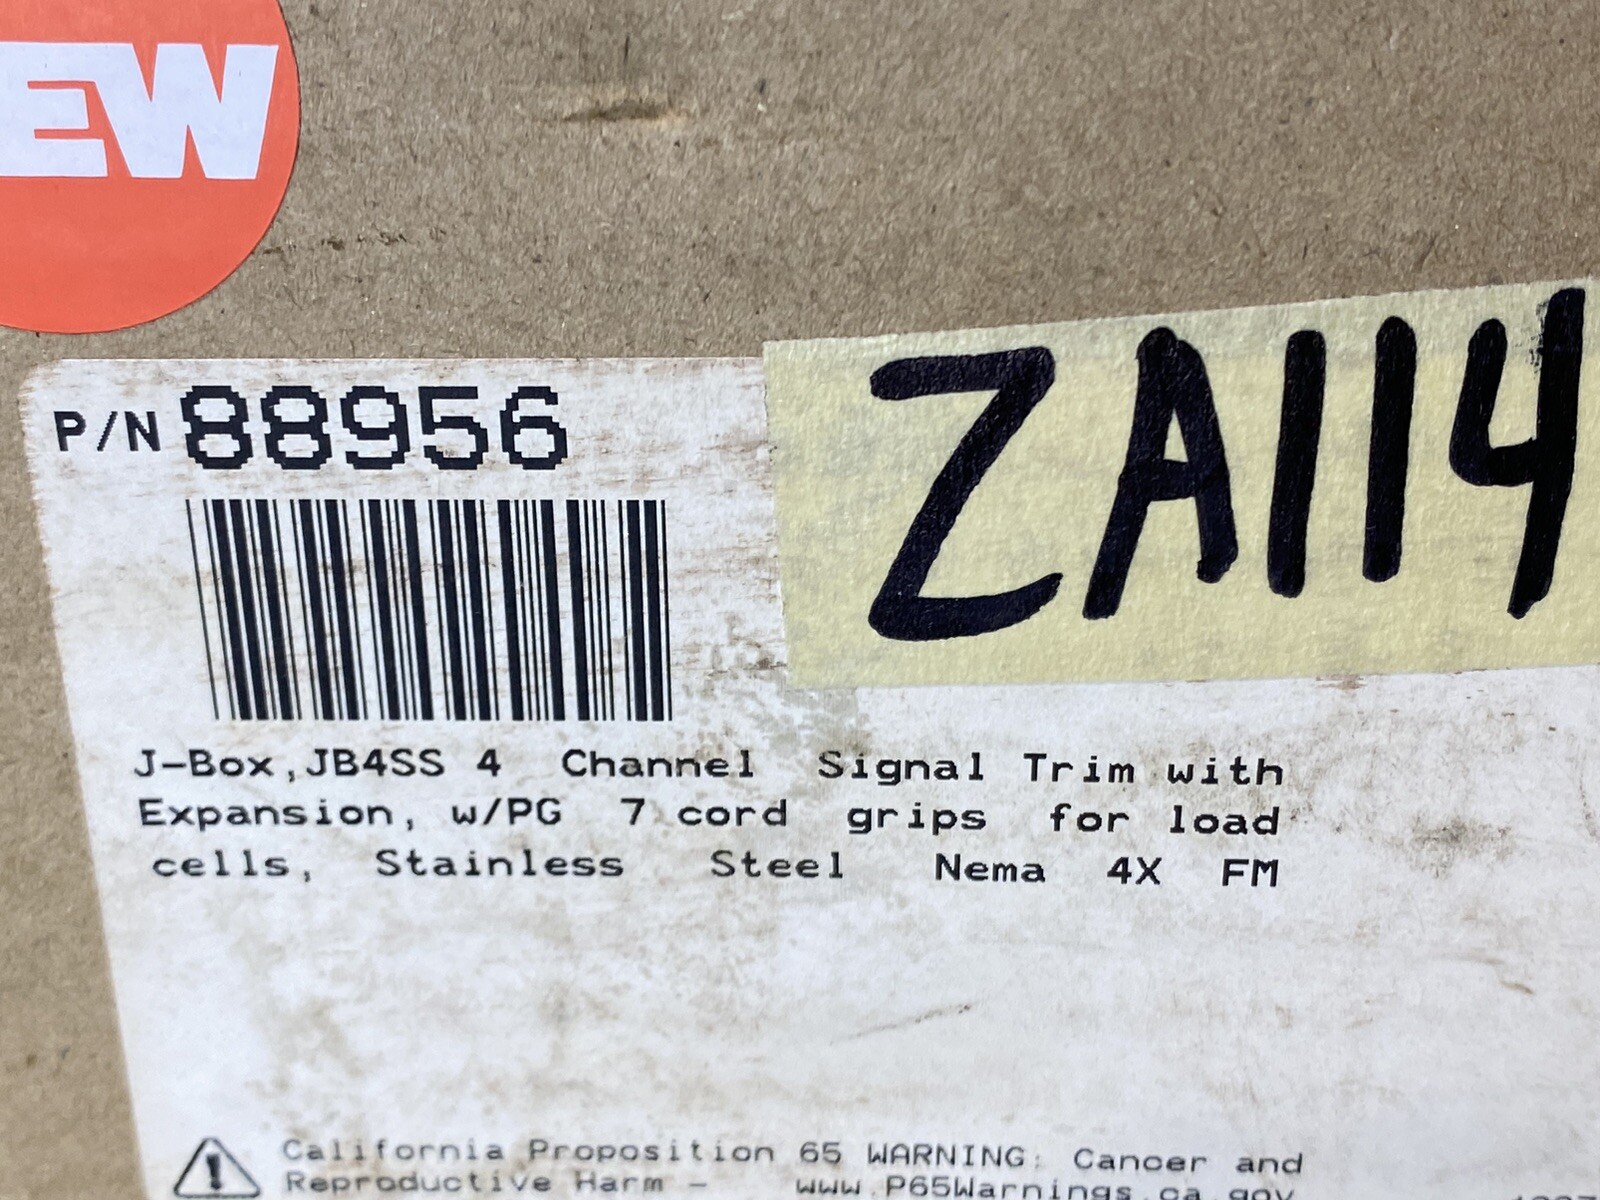 EW
P/N 88956
ZA114
J-Box,JB4SS 4 Channel Signal Trim with
Expansion, w/PG 7 cord grips for load
cells, Stainless Steel Nema 4X FM
California Proposition 65 WARNING: Cancer and
Reproductive Harm - www.P65Warnings.ca.gov